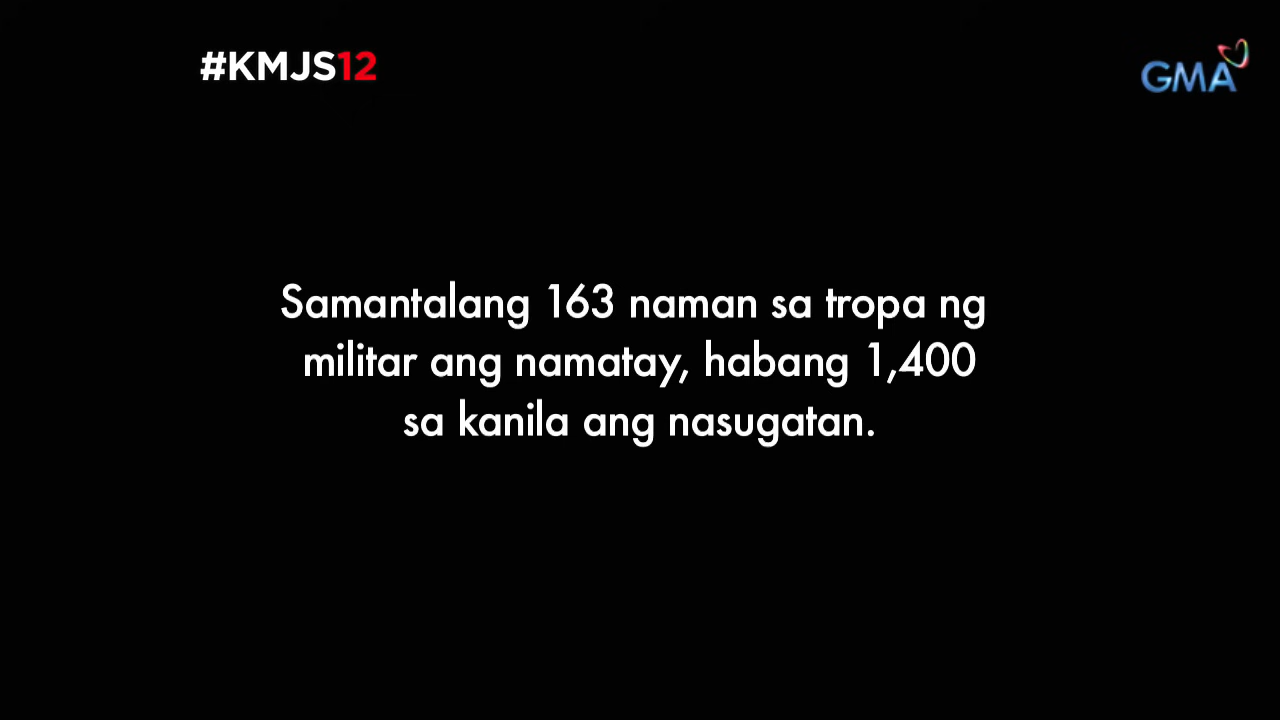 #KMJS12
GMA
Samantalang 163 naman sa tropa ng
militar ang namatay, habang 1,400
sa kanila ang nasugatan.